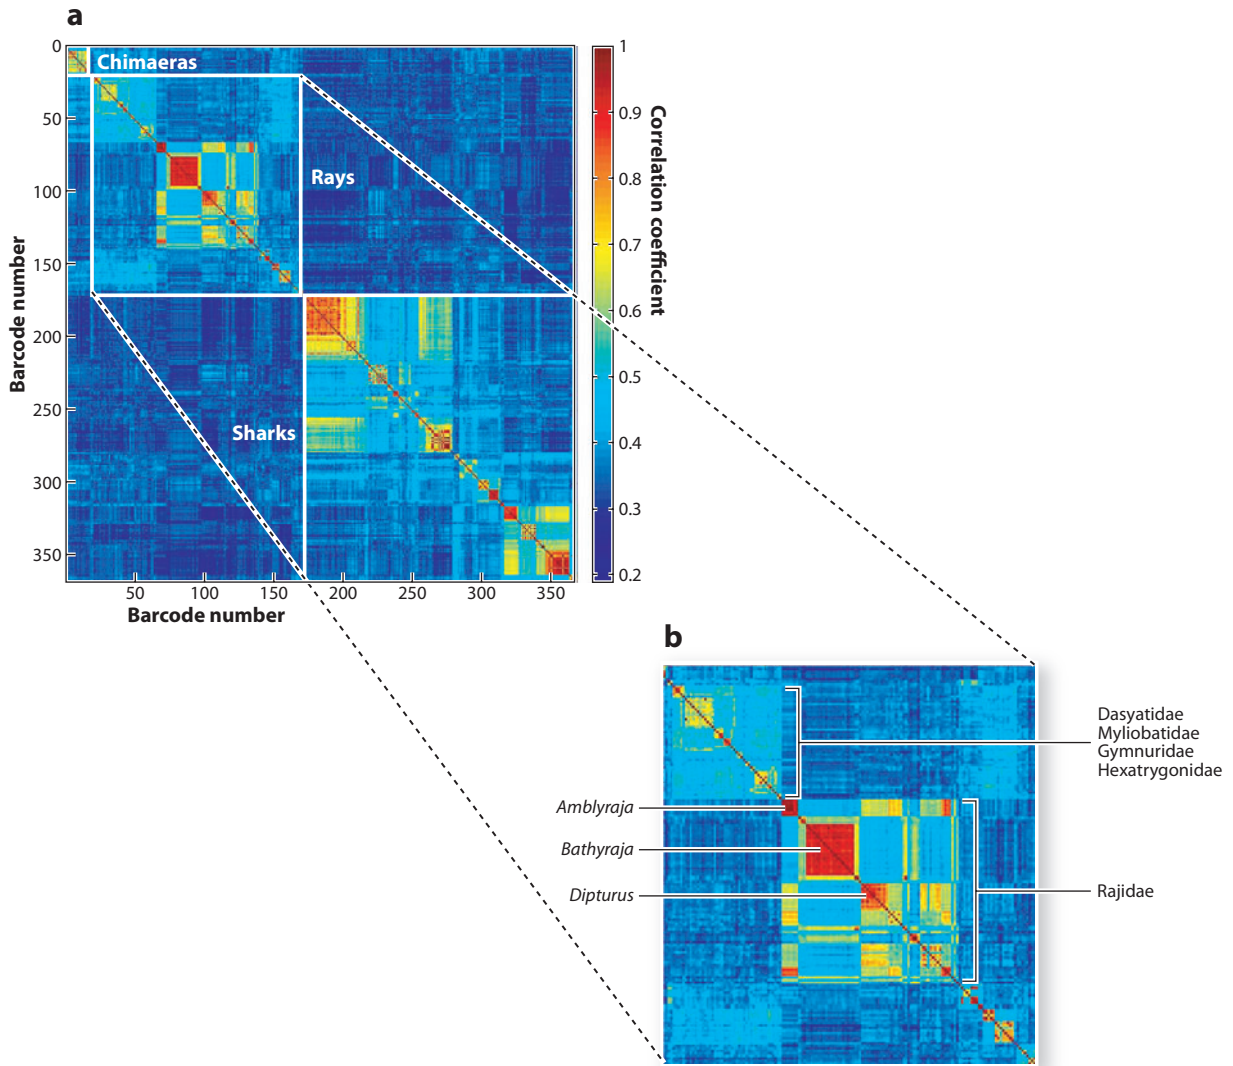 a
0
50
100
150
200
250
300
350
Barcode number
50
100
150
200
250
300
350
Barcode number
Chimaeras
Rays
Sharks
1
0.9
0.8
0.7
0.6
0.5
0.4
0.3
0.2
Correlation coefficient
b
Amblyraja
Bathyraja
Dipturus
Dasyatidae
Myliobatidae
Gymnuridae
Hexatrygonidae
Rajidae